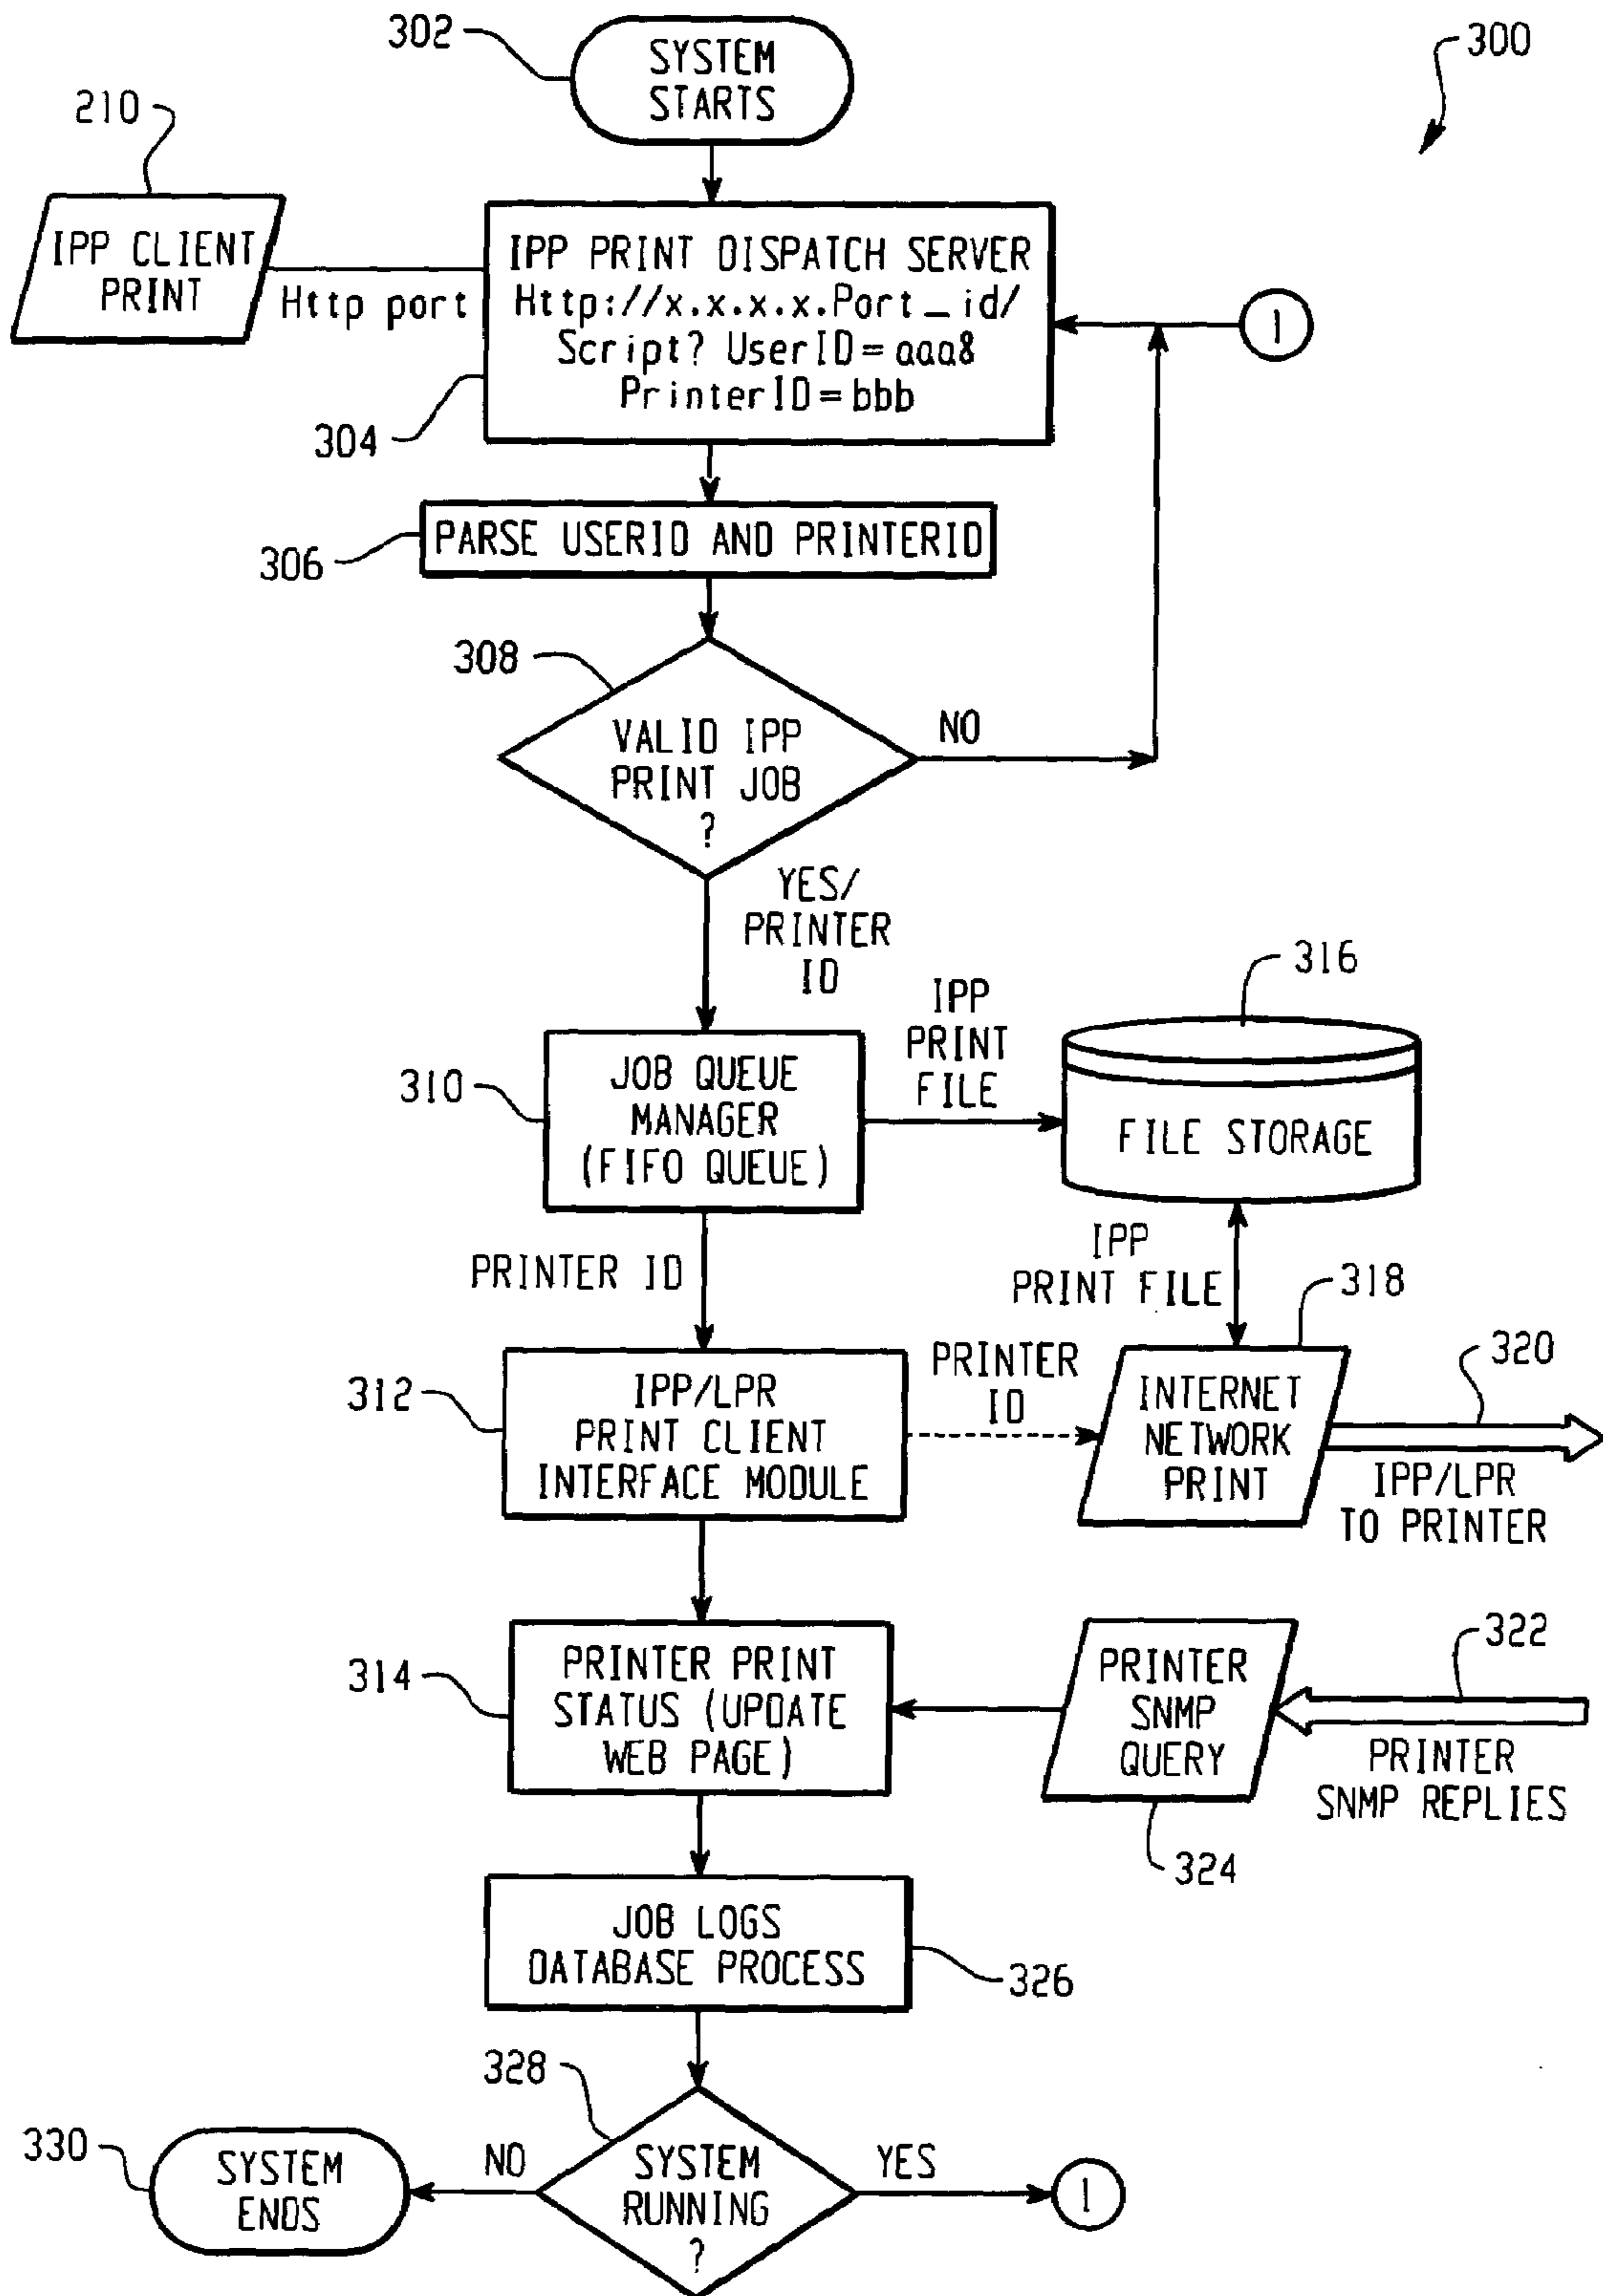 302
SYSTEM
STARTS
300
210
IPP CLIENT
PRINT
Http port
IPP PRINT DISPATCH SERVER
Http://x.x.x.x.Port_id/
Script? UserID=aaa&
PrinterID=bbb
1
304
PARSE USERID AND PRINTERID
306
308
VALID IPP
PRINT JOB
?
NO
YES/
PRINTER
ID
310
JOB QUEUE
MANAGER
(FIFO QUEUE)
IPP
PRINT
FILE
316
FILE STORAGE
PRINTER ID
IPP
PRINT FILE
318
312
IPP/LPR
PRINT CLIENT
INTERFACE MODULE
PRINTER
ID
INTERNET
NETWORK
PRINT
320
IPP/LPR
TO PRINTER
314
PRINTER PRINT
STATUS (UPDATE
WEB PAGE)
PRINTER
SNMP
QUERY
322
PRINTER
SNMP REPLIES
324
JOB LOGS
DATABASE PROCESS
326
328
SYSTEM
RUNNING
?
NO
YES
1
330
SYSTEM
ENDS